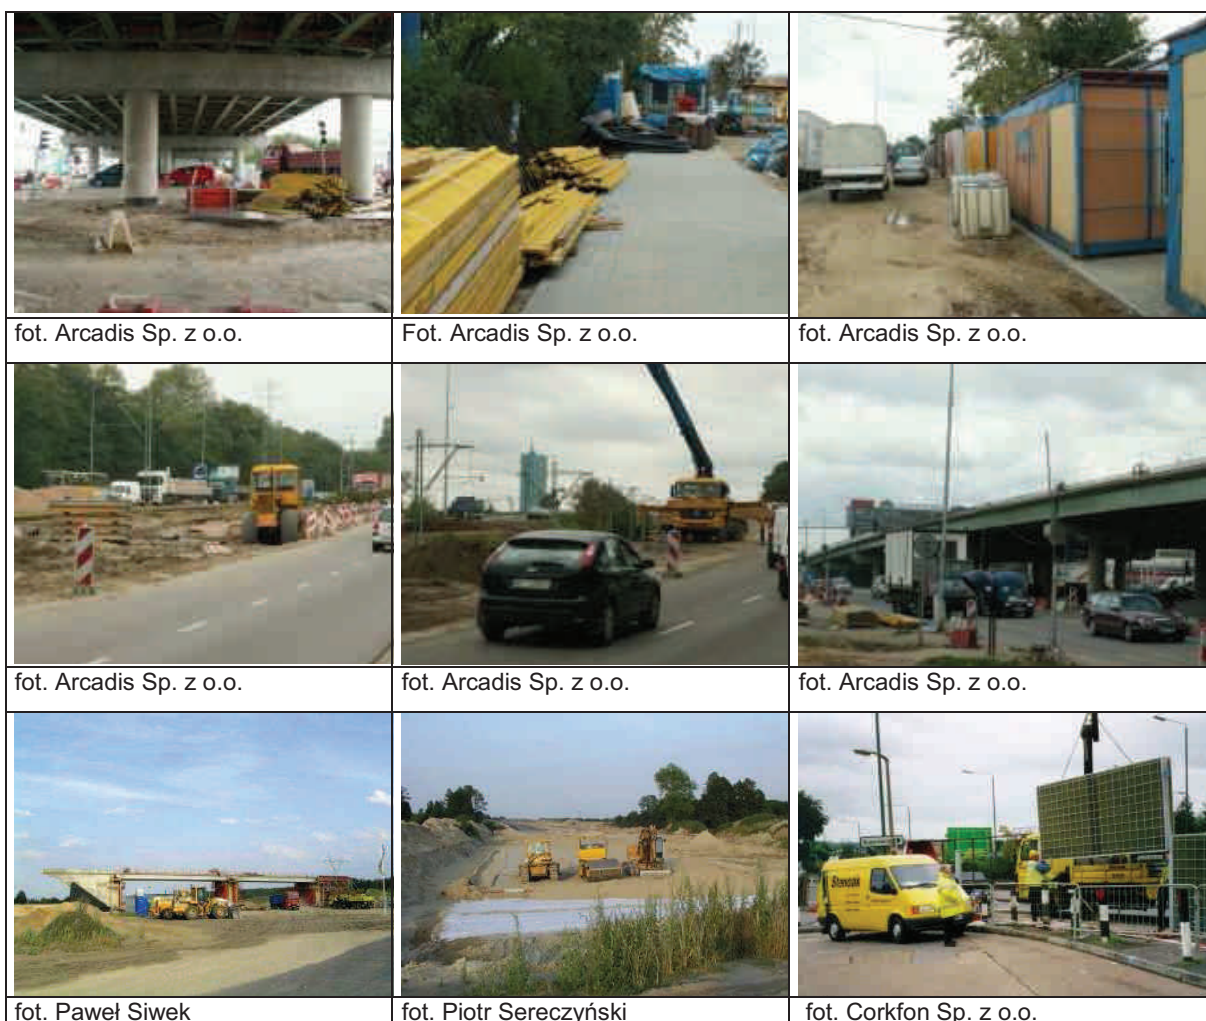 fot. Arcadis Sp. z o.o.
Fot. Arcadis Sp. z o.o.
fot. Arcadis Sp. z o.o.
fot. Arcadis Sp. z o.o.
fot. Arcadis Sp. z o.o.
fot. Arcadis Sp. z o.o.
fot. Paweł Siwek
fot. Piotr Sereczyński
fot. Corkfon Sp. z o.o.